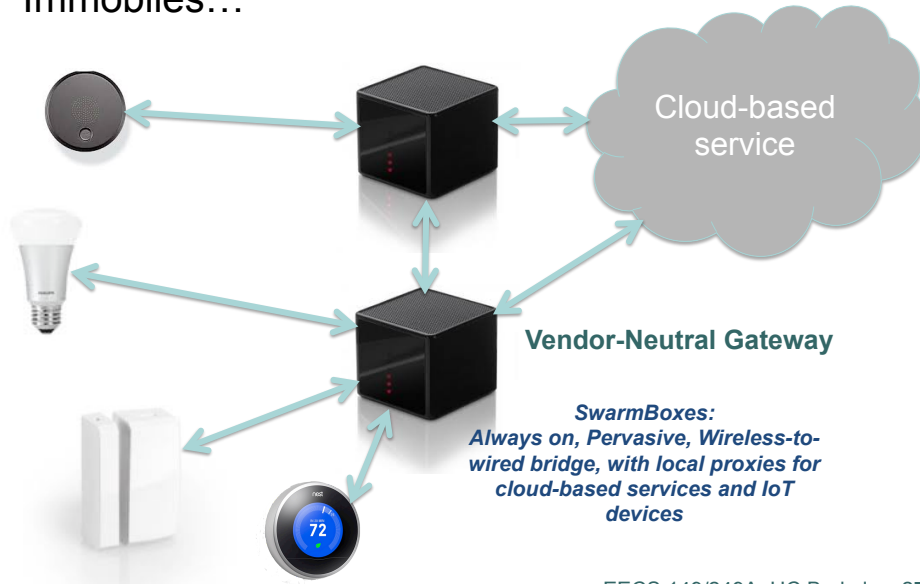 Immobiles…
Cloud-based
service
Vendor-Neutral Gateway
SwarmBoxes:
Always on, Pervasive, Wireless-to-
wired bridge, with local proxies for
cloud-based services and IoT
devices
nest
72